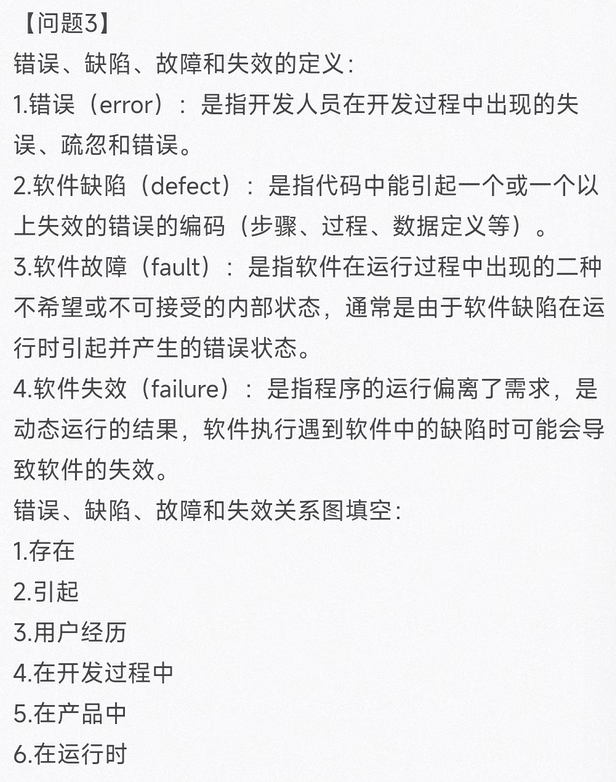 【问题3】
错误、缺陷、故障和失效的定义：
1.错误（error）：是指开发人员在开发过程中出现的失
误、疏忽和错误。
2.软件缺陷（defect）：是指代码中能引起一个或一个以
上失效的错误的编码（步骤、过程、数据定义等）。
3.软件故障（fault）：是指软件在运行过程中出现的二种
不希望或不可接受的内部状态，通常是由于软件缺陷在运
行时引起并产生的错误状态。
4.软件失效（failure）：是指程序的运行偏离了需求，是
动态运行的结果，软件执行遇到软件中的缺陷时可能会导
致软件的失效。
错误、缺陷、故障和失效关系图填空：
1.存在
2.引起
3.用户经历
4.在开发过程中
5.在产品中
6.在运行时